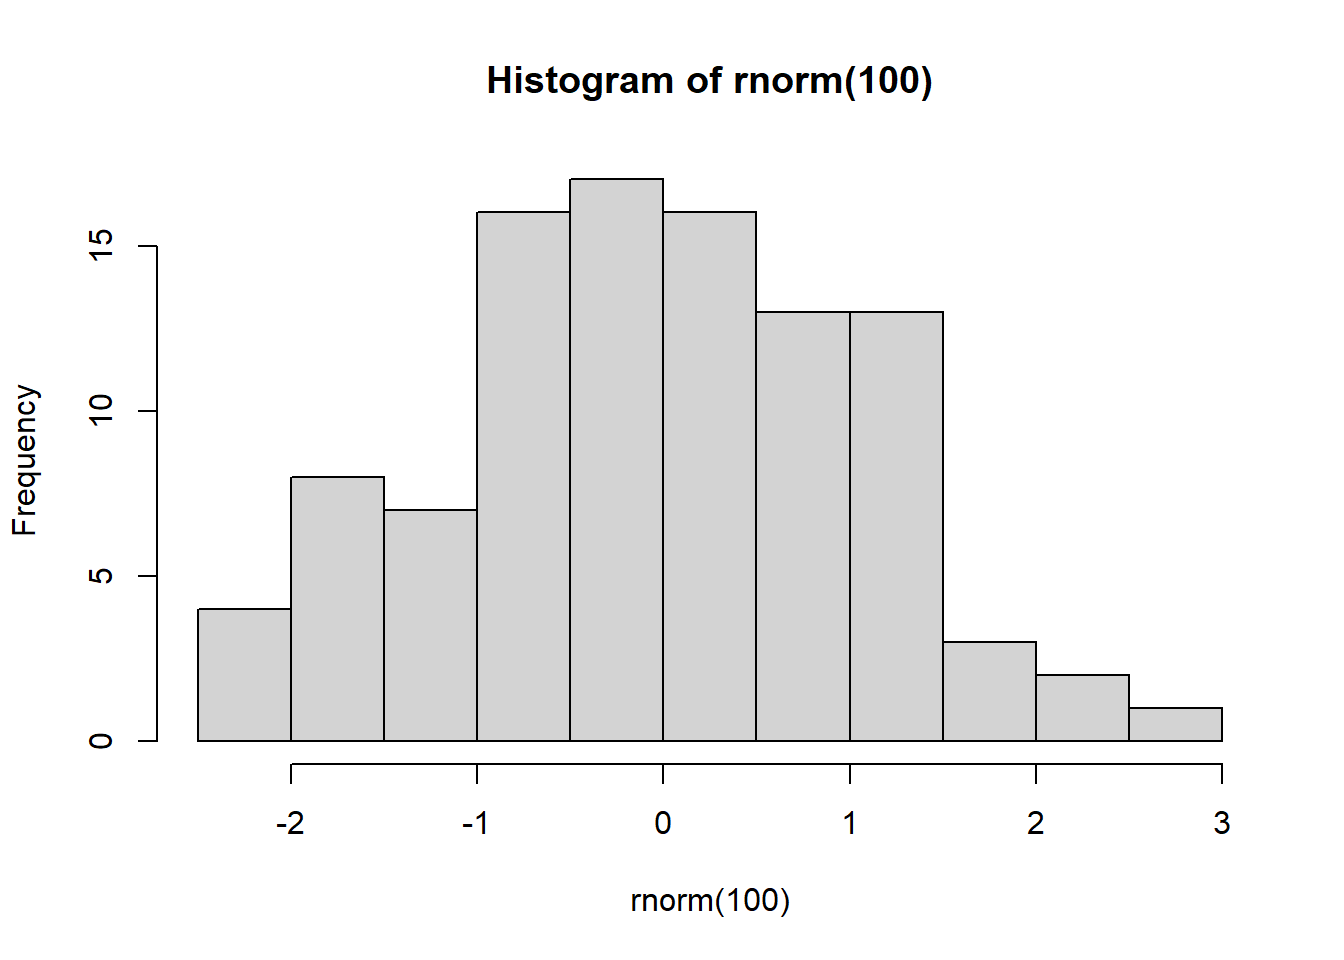 Histogram of rnorm(100)
Frequency
15
10
5
0
-2 -1 0 1 2 3
rnorm(100)